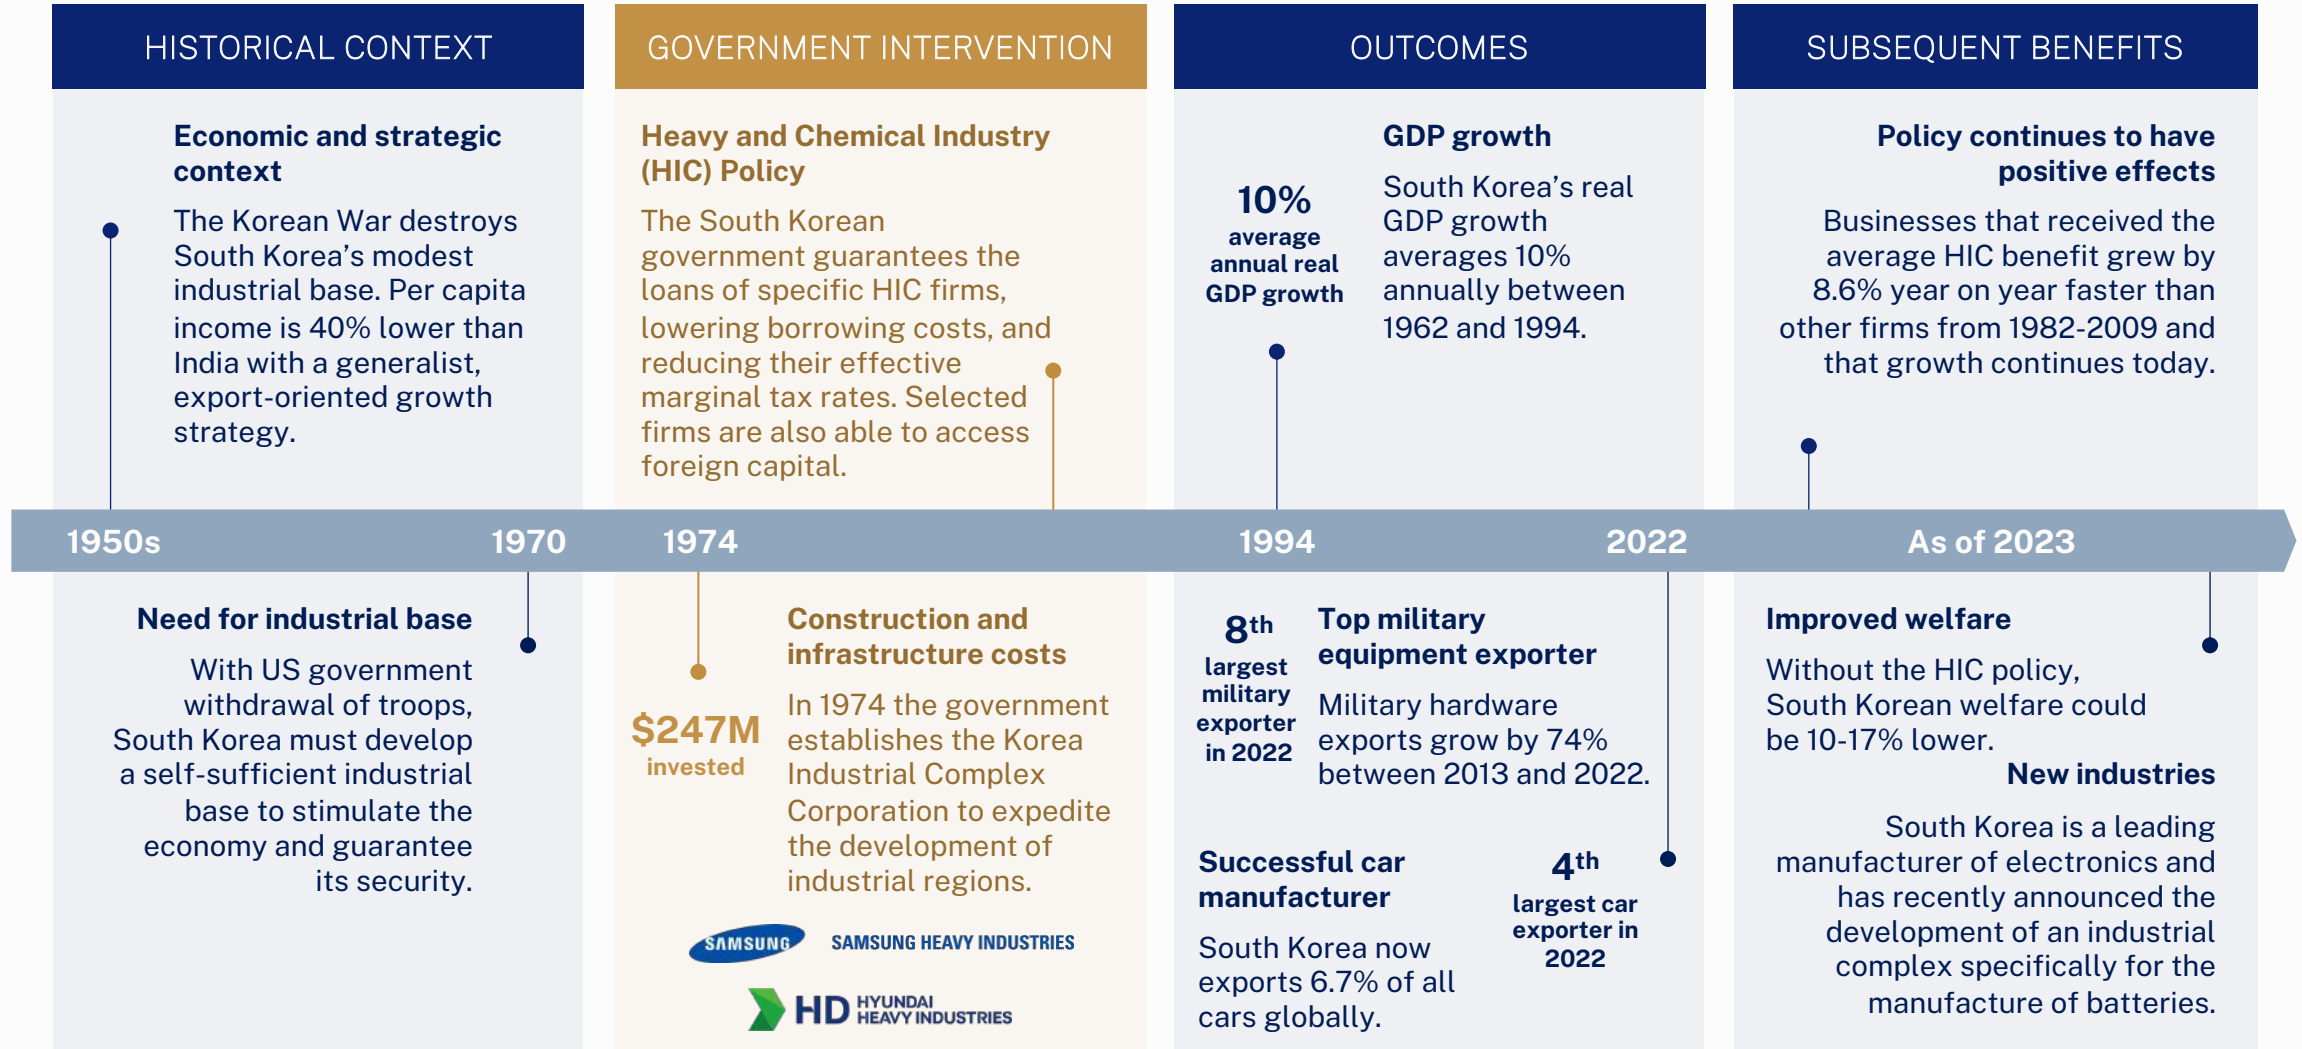 HISTORICAL CONTEXT
Economic and strategic
context
The Korean War destroys
South Korea’s modest
industrial base. Per capita
income is 40% lower than
India with a generalist,
export-oriented growth
strategy.
GOVERNMENT INTERVENTION
Heavy and Chemical Industry
(HIC) Policy
The South Korean
government guarantees the
loans of specific HIC firms,
lowering borrowing costs, and
reducing their effective
marginal tax rates. Selected
firms are also able to access
foreign capital.
OUTCOMES
10%
average
annual real
GDP growth
GDP growth
South Korea’s real
GDP growth
averages 10%
annually between
1962 and 1994.
SUBSEQUENT BENEFITS
Policy continues to have
positive effects
Businesses that received the
average HIC benefit grew by
8.6% year on year faster than
other firms from 1982-2009 and
that growth continues today.
1950s
1970
1974
1994
2022
As of 2023
Need for industrial base
With US government
withdrawal of troops,
South Korea must develop
a self-sufficient industrial
base to stimulate the
economy and guarantee
its security.
$247M
invested
Construction and
infrastructure costs
In 1974 the government
establishes the Korea
Industrial Complex
Corporation to expedite
the development of
industrial regions.
SAMSUNG
SAMSUNG HEAVY INDUSTRIES
HD HYUNDAI
HEAVY INDUSTRIES
8th
largest
military
exporter
in 2022
Top military
equipment exporter
Military hardware
exports grow by 74%
between 2013 and 2022.
Successful car
manufacturer
South Korea now
exports 6.7% of all
cars globally.
4th
largest car
exporter in
2022
Improved welfare
Without the HIC policy,
South Korean welfare could
be 10-17% lower.
New industries
South Korea is a leading
manufacturer of electronics and
has recently announced the
development of an industrial
complex specifically for the
manufacture of batteries.